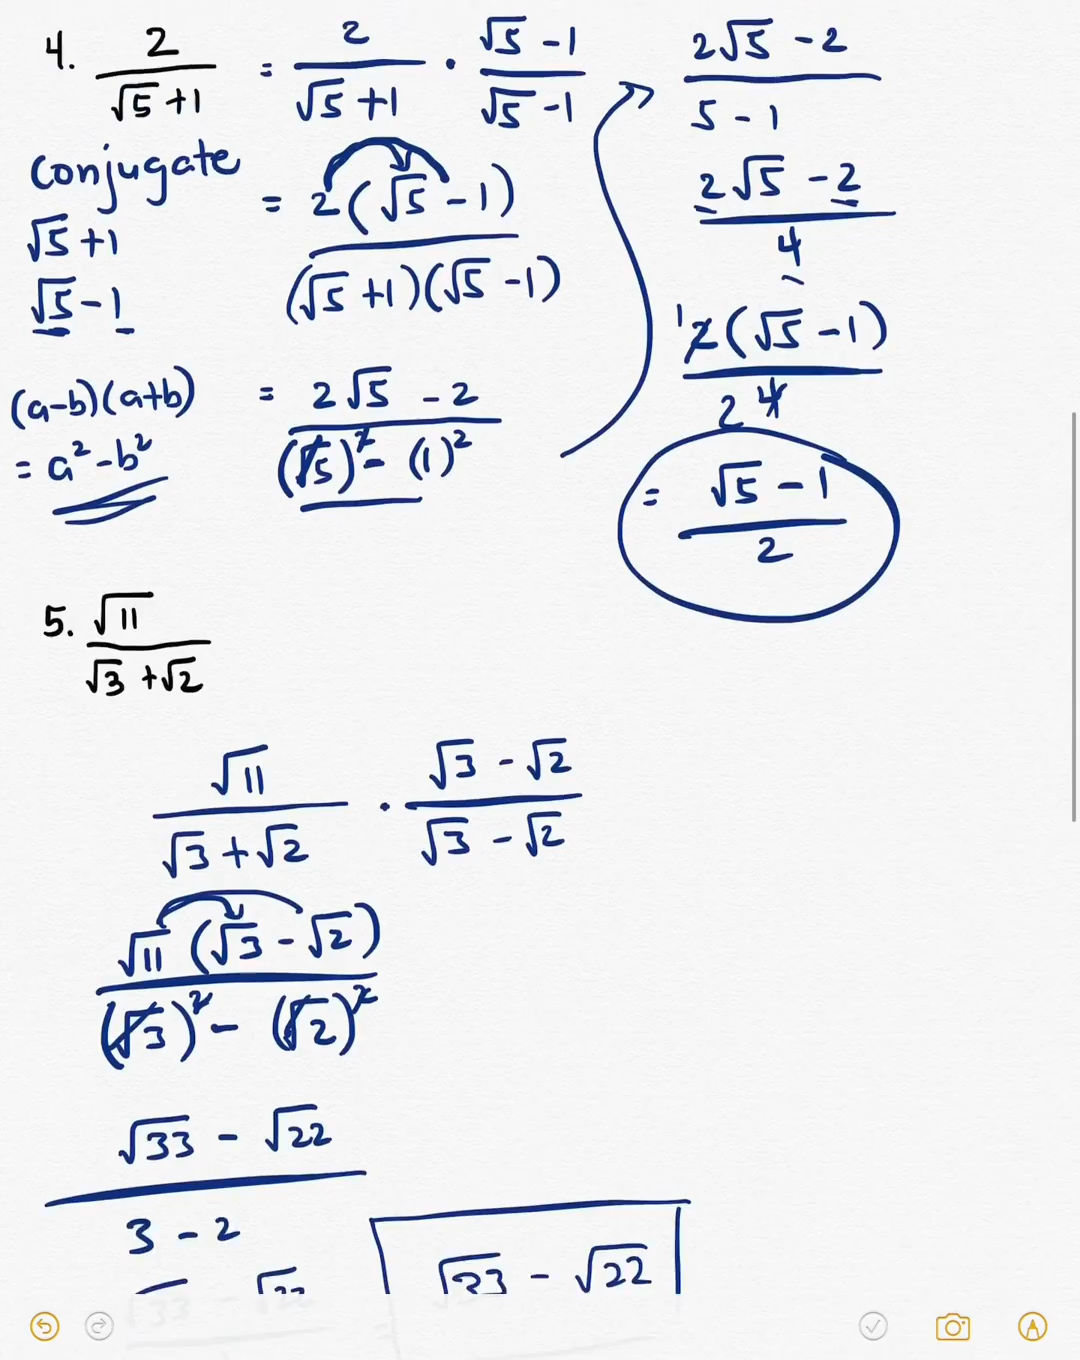 4. 2/(√5 + 1) = 2/(√5 + 1) · (√5 - 1)/(√5 - 1)
conjugate
√5 + 1
√5 - 1
= 2(√5 - 1)/((√5 + 1)(√5 - 1))
(a-b)(a+b)
= a² - b²
= (2√5 - 2)/((√5)² - (1)²)
(2√5 - 2)/(5 - 1)
(2√5 - 2)/4
1 2(√5 - 1)/(2 4)
= (√5 - 1)/2
5. √11/(√3 + √2)
√11/(√3 + √2) · (√3 - √2)/(√3 - √2)
√11(√3 - √2)/((√3)² - (√2)²)
(√33 - √22)/(3 - 2)
√33 - √22